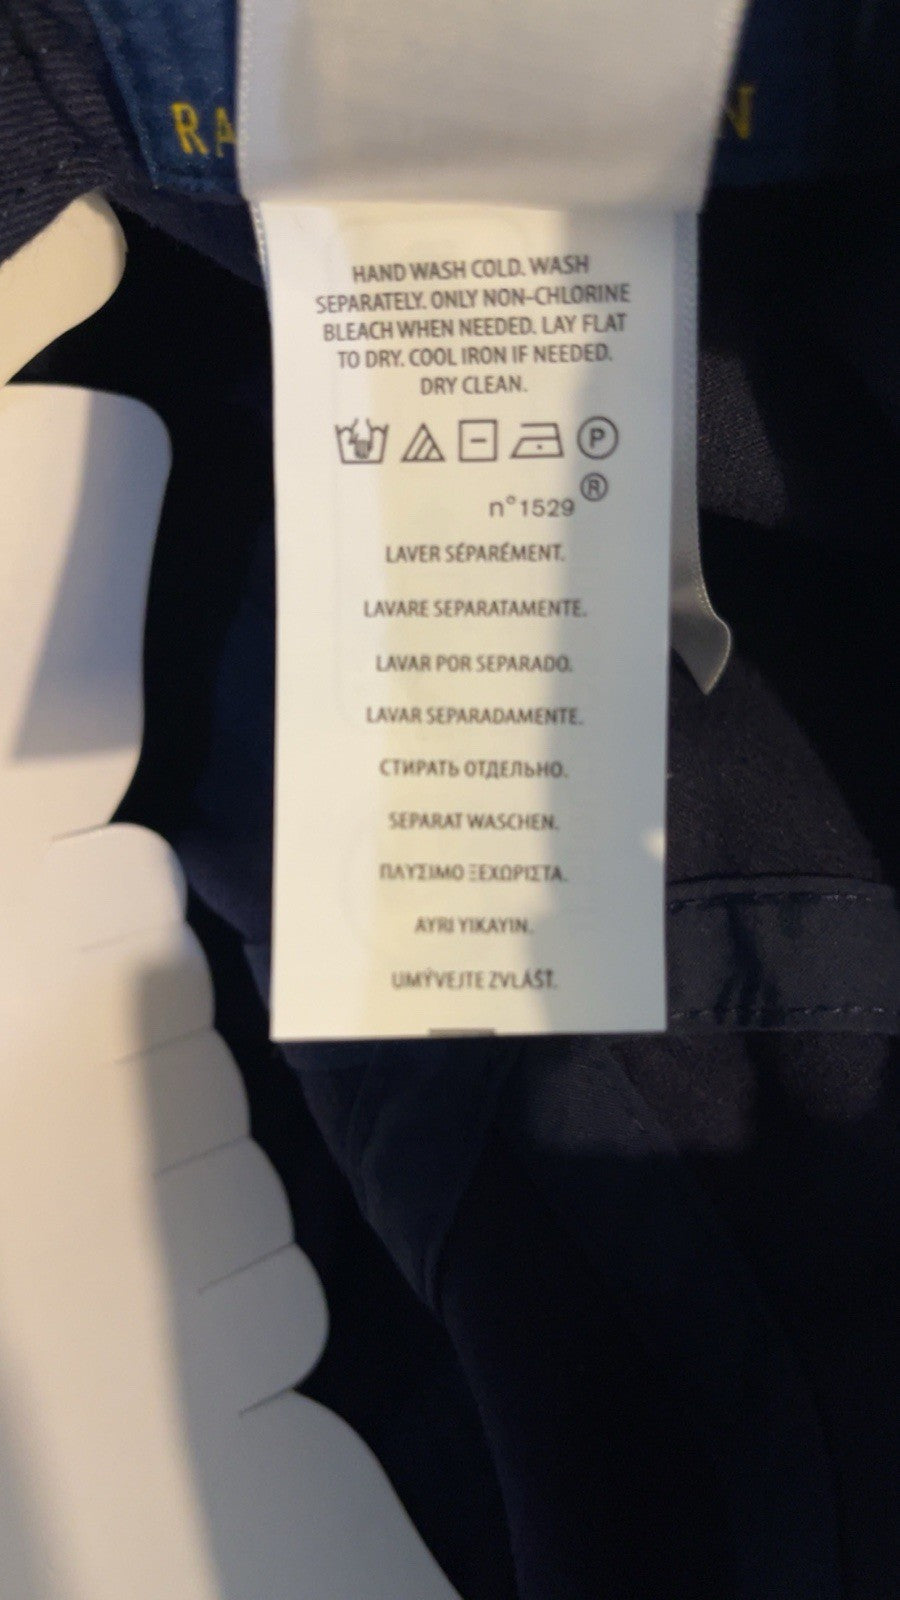 RA
N
HAND WASH COLD. WASH
SEPARATELY. ONLY NON-CHLORINE
BLEACH WHEN NEEDED. LAY FLAT
TO DRY. COOL IRON IF NEEDED.
DRY CLEAN.
P
n°1529®
LAVER SÉPARÉMENT.
LAVARE SEPARATAMENTE.
LAVAR POR SEPARADO.
LAVAR SEPARADAMENTE.
СТИРАТЬ ОТДЕЛЬНО.
SEPARAT WASCHEN.
ΠΛΥΣΙΜΟ ΞΕΧΩΡΙΣΤΑ.
AYRI YIKAYIN.
UMÝVEJTE ZVLÁŠŤ.